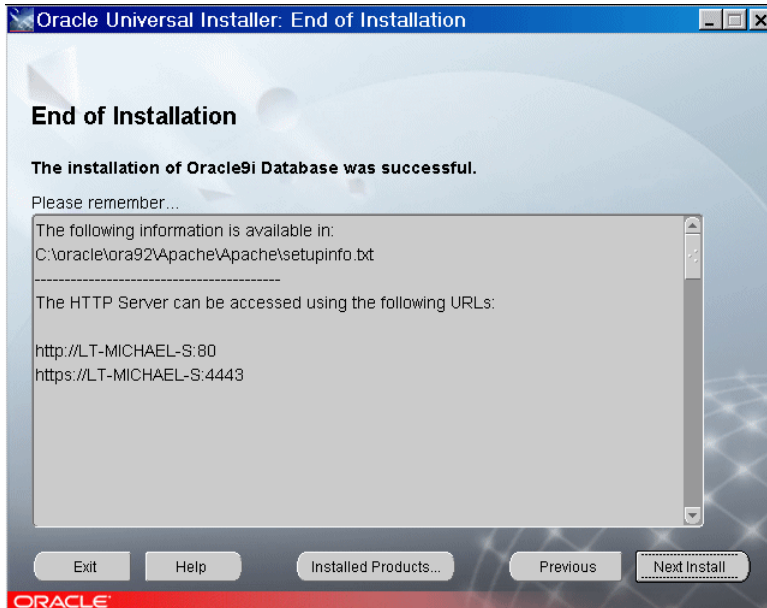 Oracle Universal Installer: End of Installation
End of Installation
The installation of Oracle9i Database was successful.
Please remember...
The following information is available in:
C:\oracle\ora92\Apache\Apache\setupinfo.txt
-----------------------------------------
The HTTP Server can be accessed using the following URLs:
http://LT-MICHAEL-S:80
https://LT-MICHAEL-S:4443
Exit Help Installed Products... Previous Next Install
ORACLE